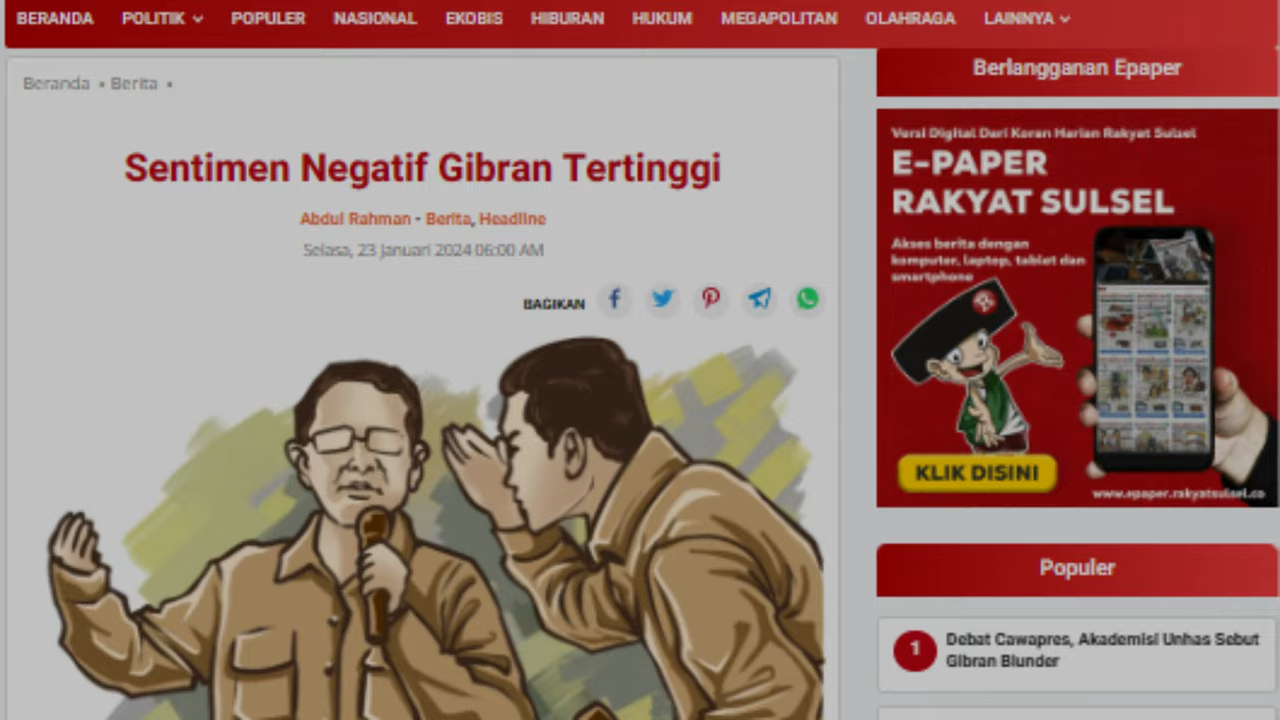 BERANDA POLITIK POPULER NASIONAL EKOBIS HIBURAN HUKUM MEGAPOLITAN OLAHRAGA LAINNYA
Beranda • Berita •
Sentimen Negatif Gibran Tertinggi
Abdul Rahman - Berita, Headline
Selasa, 23 Januari 2024 06:00 AM
BAGIKAN
Berlangganan Epaper
Versi Digital Dari Koran Harian Rakyat Sulsel
E-PAPER
RAKYAT SULSEL
Akses berita dengan
komputer, laptop, tablet dan
smartphone
KLIK DISINI
www.epaper.rakyatsulsel.co
Populer
1
Debat Cawapres, Akademisi Unhas Sebut
Gibran Blunder